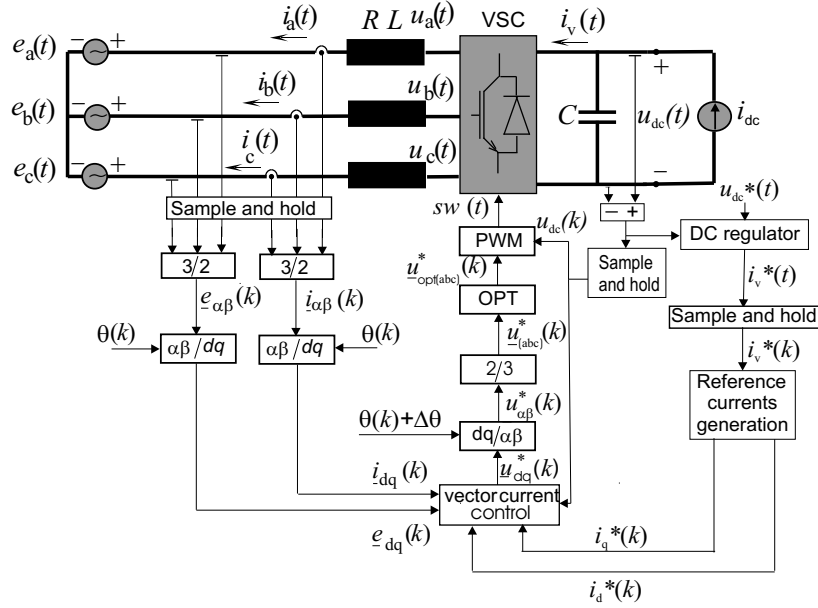 i_a(t)
R L
u_a(t)
VSC
i_v(t)
e_a(t)
− +
+
i_b(t)
u_b(t)
e_b(t)
− +
C
u_dc(t)
i_dc
i_c(t)
u_c(t)
e_c(t)
− +
−
Sample and hold
sw (t)
− +
u_dc*(t)
3/2
3/2
PWM
u_dc(k)
DC regulator
Sample
and hold
e_αβ(k)
i_αβ(k)
u*_opt(abc)(k)
i_v*(t)
OPT
Sample and hold
θ(k)
αβ/dq
αβ/dq
θ(k)
u*_(abc)(k)
i_v*(k)
2/3
Reference
currents
generation
u*_αβ(k)
θ(k)+Δθ
dq/αβ
i_dq(k)
u*_dq(k)
vector current
control
e_dq(k)
i_q*(k)
i_d*(k)